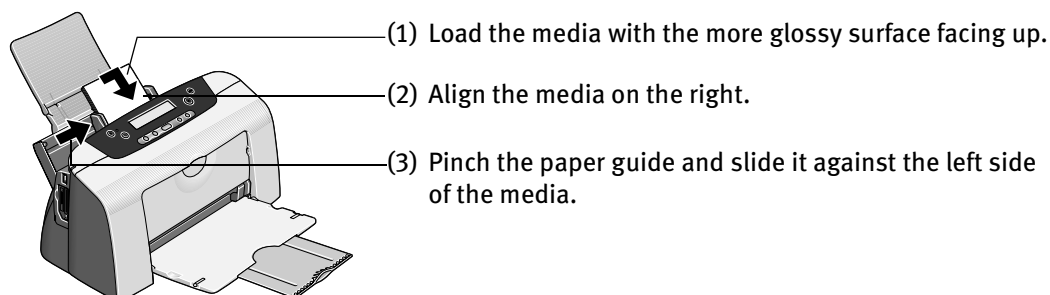 (1) Load the media with the more glossy surface facing up.
(2) Align the media on the right.
(3) Pinch the paper guide and slide it against the left side
of the media.